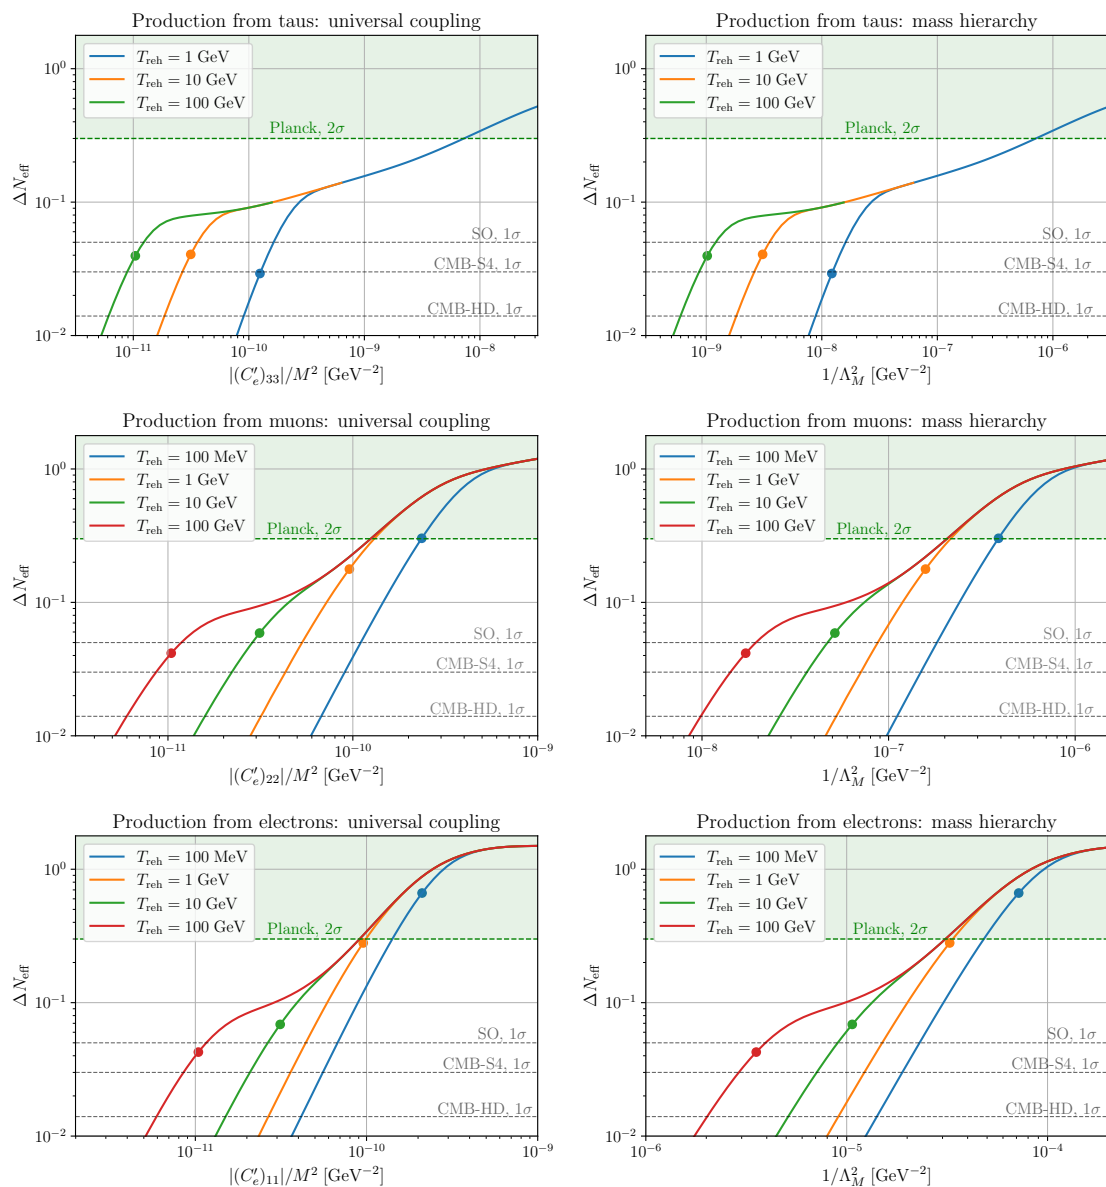 Production from taus: universal coupling
T_reh = 1 GeV
T_reh = 10 GeV
T_reh = 100 GeV
Planck, 2σ
SO, 1σ
CMB-S4, 1σ
CMB-HD, 1σ
10^0
10^−1
10^−2
ΔN_eff
10^−11
10^−10
10^−9
10^−8
|(C'_e)_33|/M^2 [GeV^−2]
Production from taus: mass hierarchy
T_reh = 1 GeV
T_reh = 10 GeV
T_reh = 100 GeV
Planck, 2σ
SO, 1σ
CMB-S4, 1σ
CMB-HD, 1σ
10^0
10^−1
10^−2
ΔN_eff
10^−9
10^−8
10^−7
10^−6
1/Λ_M^2 [GeV^−2]
Production from muons: universal coupling
T_reh = 100 MeV
T_reh = 1 GeV
T_reh = 10 GeV
T_reh = 100 GeV
Planck, 2σ
SO, 1σ
CMB-S4, 1σ
CMB-HD, 1σ
10^0
10^−1
10^−2
ΔN_eff
10^−11
10^−10
10^−9
|(C'_e)_22|/M^2 [GeV^−2]
Production from muons: mass hierarchy
T_reh = 100 MeV
T_reh = 1 GeV
T_reh = 10 GeV
T_reh = 100 GeV
Planck, 2σ
SO, 1σ
CMB-S4, 1σ
CMB-HD, 1σ
10^0
10^−1
10^−2
ΔN_eff
10^−8
10^−7
10^−6
1/Λ_M^2 [GeV^−2]
Production from electrons: universal coupling
T_reh = 100 MeV
T_reh = 1 GeV
T_reh = 10 GeV
T_reh = 100 GeV
Planck, 2σ
SO, 1σ
CMB-S4, 1σ
CMB-HD, 1σ
10^0
10^−1
10^−2
ΔN_eff
10^−11
10^−10
10^−9
|(C'_e)_11|/M^2 [GeV^−2]
Production from electrons: mass hierarchy
T_reh = 100 MeV
T_reh = 1 GeV
T_reh = 10 GeV
T_reh = 100 GeV
Planck, 2σ
SO, 1σ
CMB-S4, 1σ
CMB-HD, 1σ
10^0
10^−1
10^−2
ΔN_eff
10^−6
10^−5
10^−4
1/Λ_M^2 [GeV^−2]